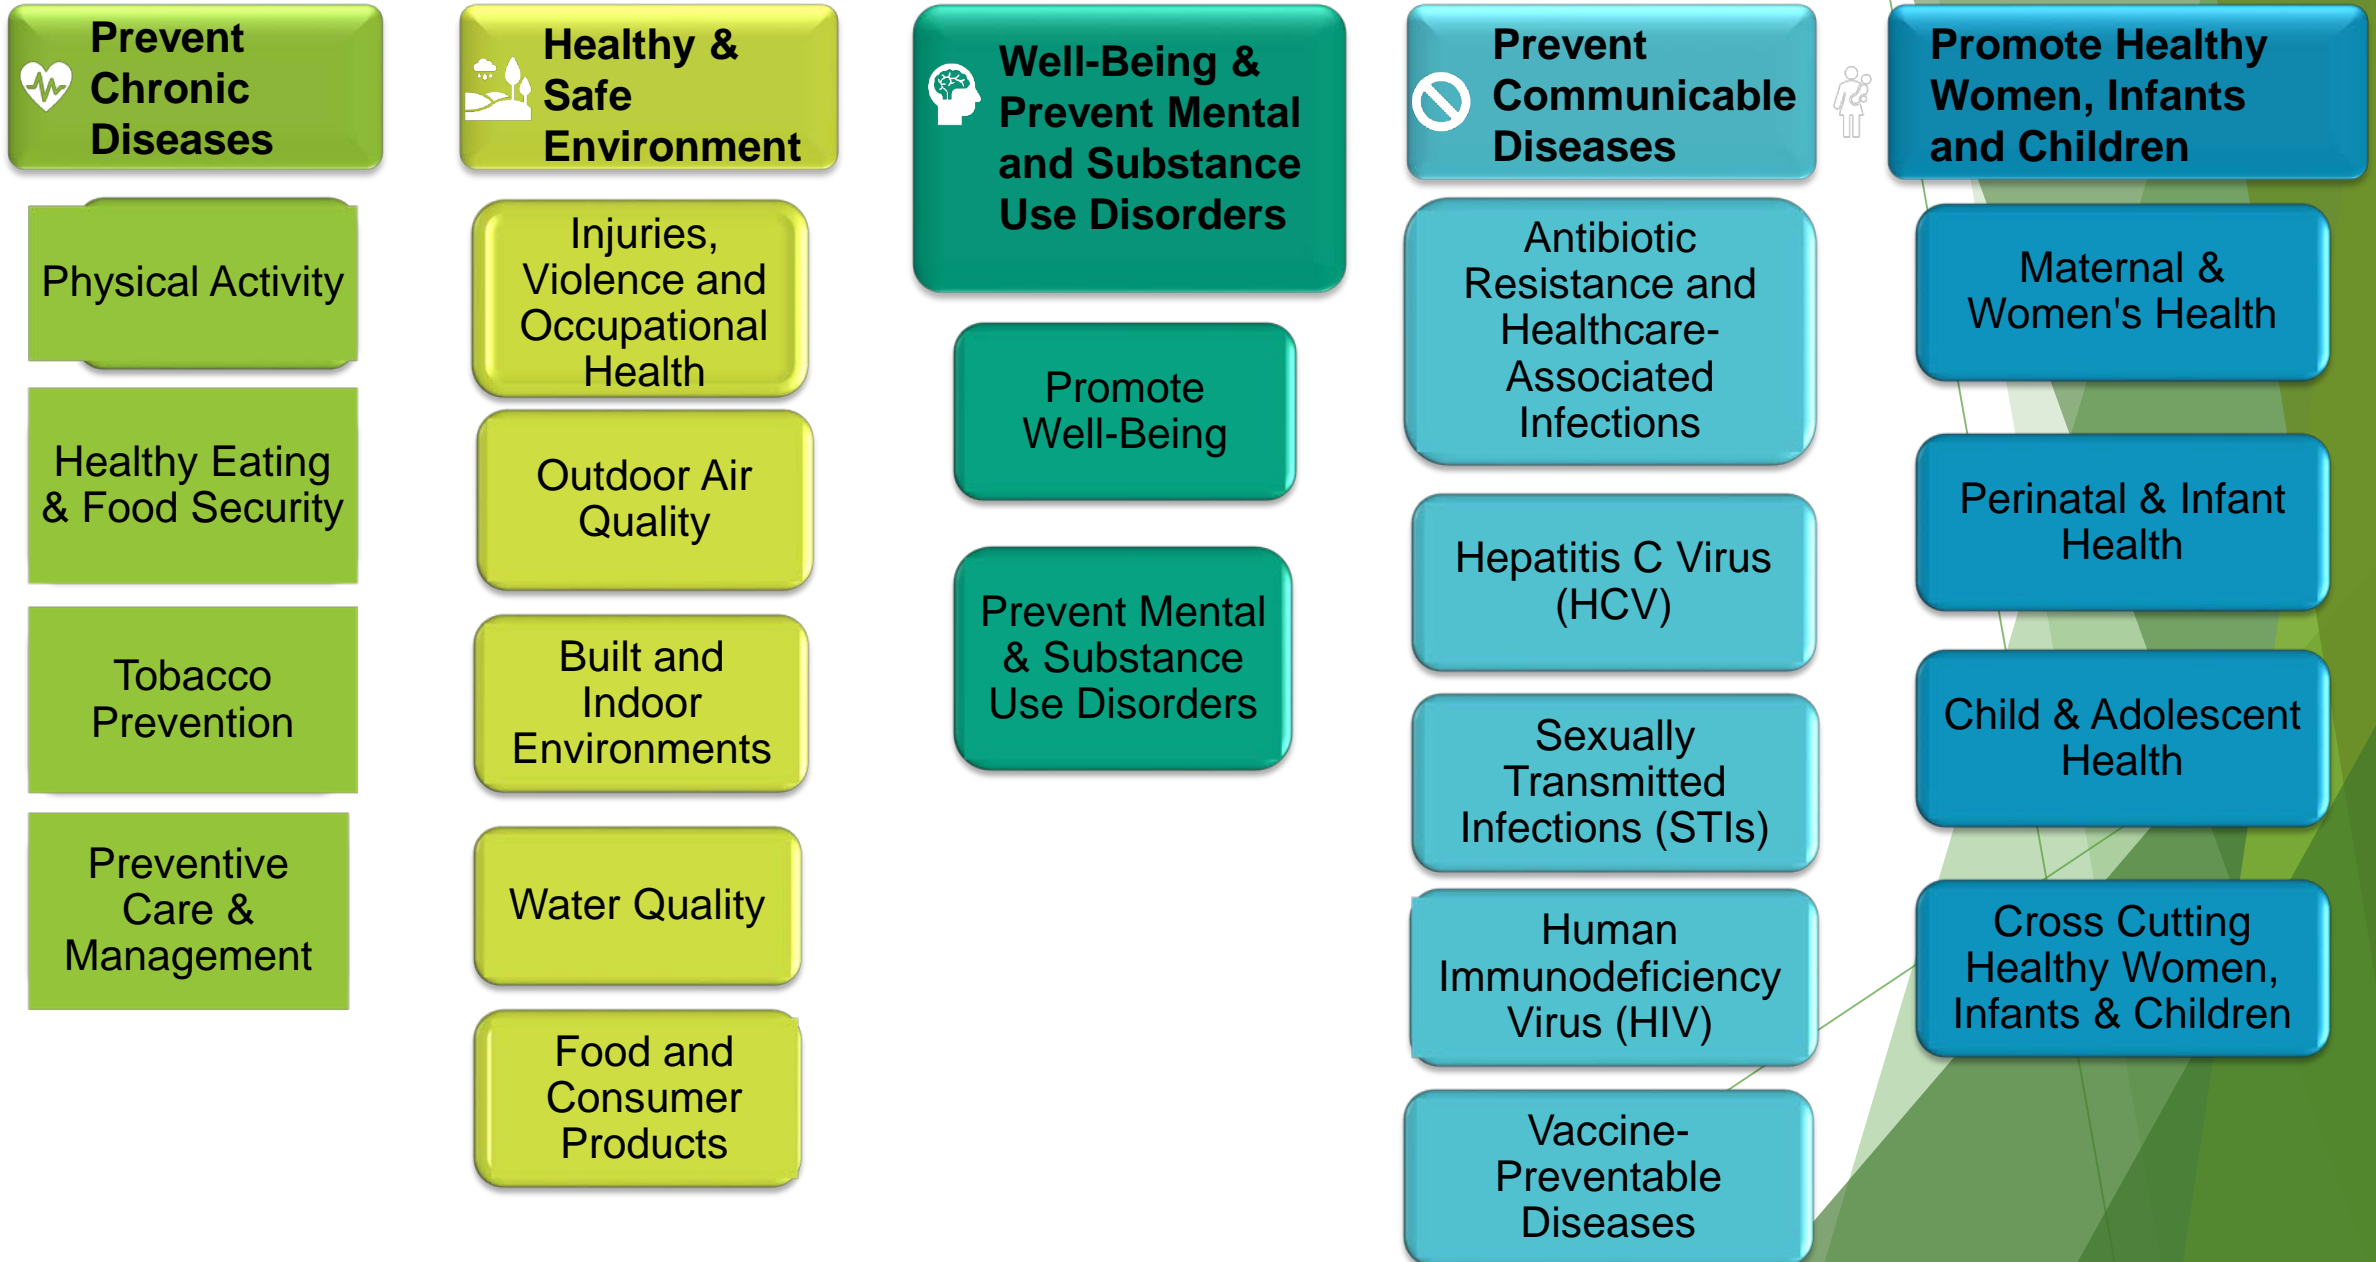 Prevent
Chronic
Diseases
Physical Activity
Healthy Eating
& Food Security
Tobacco
Prevention
Preventive
Care &
Management
Healthy &
Safe
Environment
Injuries,
Violence and
Occupational
Health
Outdoor Air
Quality
Built and
Indoor
Environments
Water Quality
Food and
Consumer
Products
Well-Being &
Prevent Mental
and Substance
Use Disorders
Promote
Well-Being
Prevent Mental
& Substance
Use Disorders
Prevent
Communicable
Diseases
Antibiotic
Resistance and
Healthcare-
Associated
Infections
Hepatitis C Virus
(HCV)
Sexually
Transmitted
Infections (STIs)
Human
Immunodeficiency
Virus (HIV)
Vaccine-
Preventable
Diseases
Promote Healthy
Women, Infants
and Children
Maternal &
Women's Health
Perinatal & Infant
Health
Child & Adolescent
Health
Cross Cutting
Healthy Women,
Infants & Children